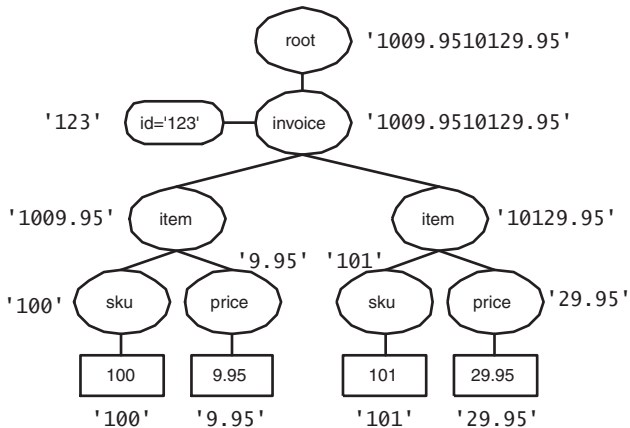 root '1009.9510129.95'
'123' id='123' invoice '1009.9510129.95'
'1009.95' item item '10129.95'
'9.95' '101'
'100' sku price sku price '29.95'
100 9.95 101 29.95
'100' '9.95' '101' '29.95'